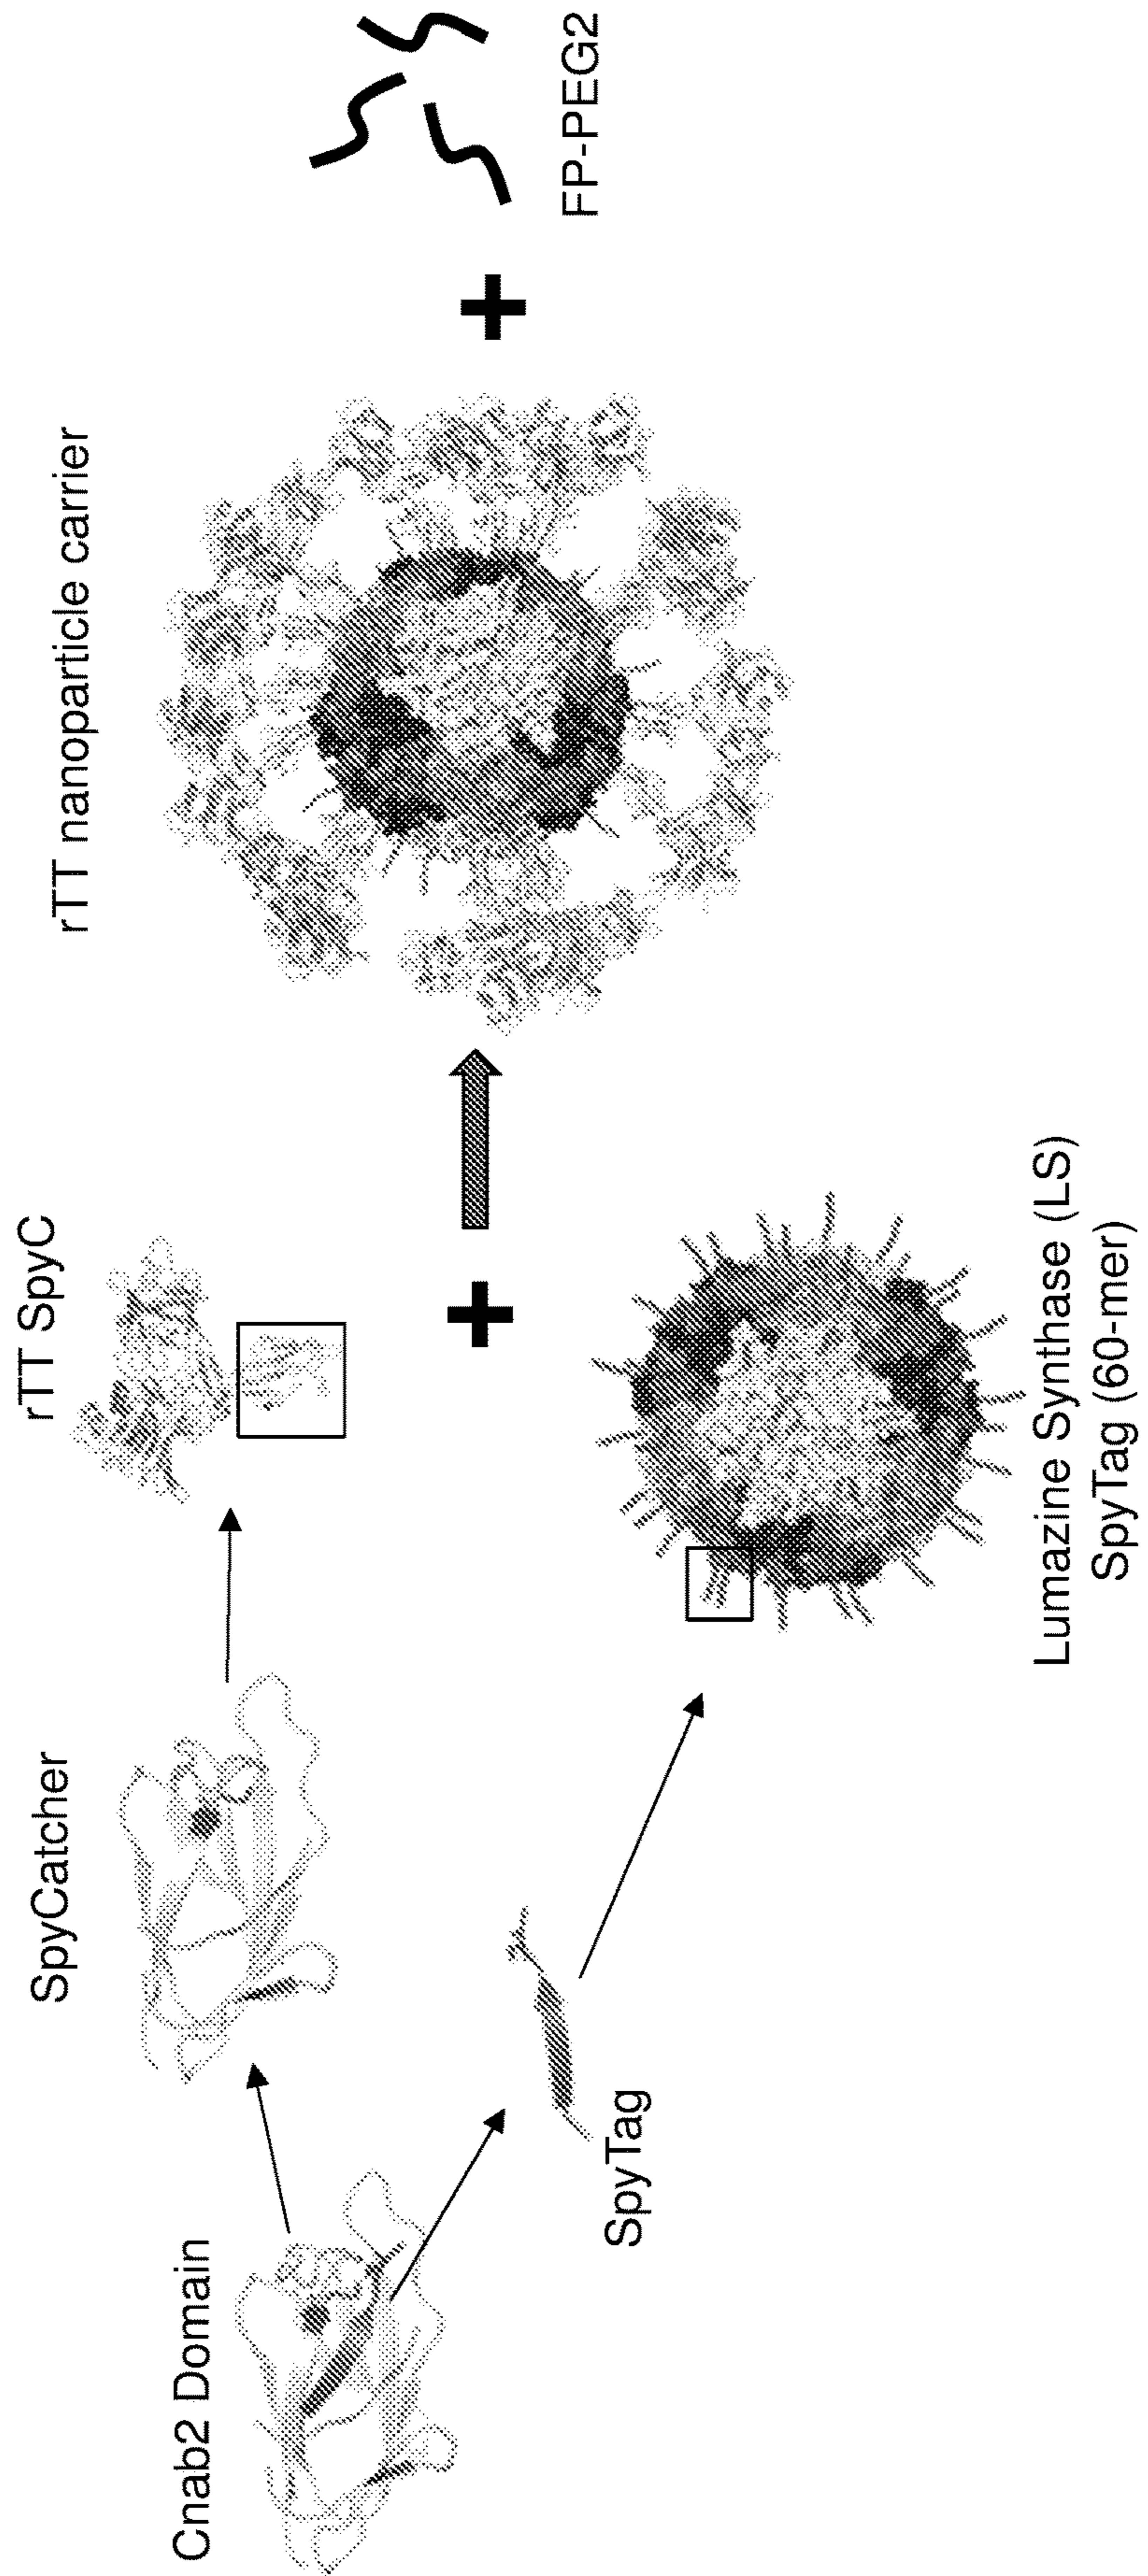 Cnab2 Domain
SpyCatcher
SpyTag
rTT SpyC
Lumazine Synthase (LS)
SpyTag (60-mer)
rTT nanoparticle carrier
FP-PEG2